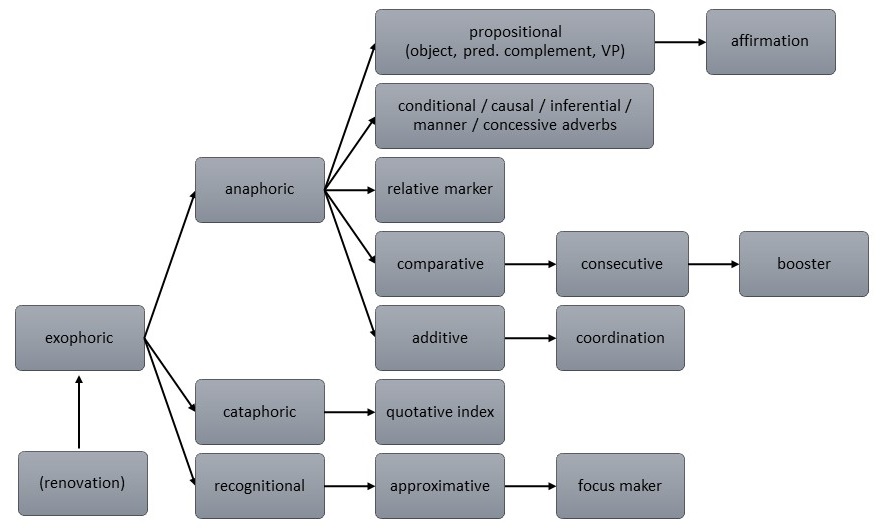 propositional
(object, pred. complement, VP)
affirmation
conditional / causal / inferential /
manner / concessive adverbs
anaphoric
relative marker
comparative
consecutive
booster
exophoric
additive
coordination
cataphoric
quotative index
(renovation)
recognitional
approximative
focus maker